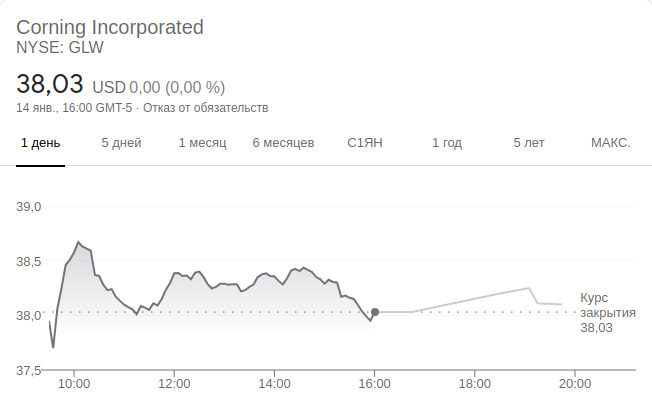 Corning Incorporated
NYSE: GLW
38,03 USD 0,00 (0,00 %)
14 янв., 16:00 GMT-5 · Отказ от обязательств
1 день 5 дней 1 месяц 6 месяцев С1ЯН 1 год 5 лет МАКС.
39,0
38,5
38,0
37,5
Курс
закрытия
38,03
10:00 12:00 14:00 16:00 18:00 20:00